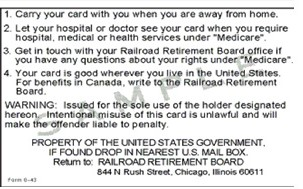 1. Carry your card with you when you are away from home.
2. Let your hospital or doctor see your card when you require
hospital, medical or health services under "Medicare".
3. Get in touch with your Railroad Retirement Board office if
you have any questions about your rights under "Medicare".
4. Your card is good wherever you live in the United States.
For benefits in Canada, write to the Railroad Retirement
Board.
WARNING: Issued for the sole use of the holder designated
hereon. Intentional misuse of this card is unlawful and will
make the offender liable to penalty.
SAMPLE
PROPERTY OF THE UNITED STATES GOVERNMENT.
IF FOUND DROP IN NEAREST U.S. MAIL BOX.
Return to: RAILROAD RETIREMENT BOARD
844 N Rush Street, Chicago, Illinois 60611
Form G-43